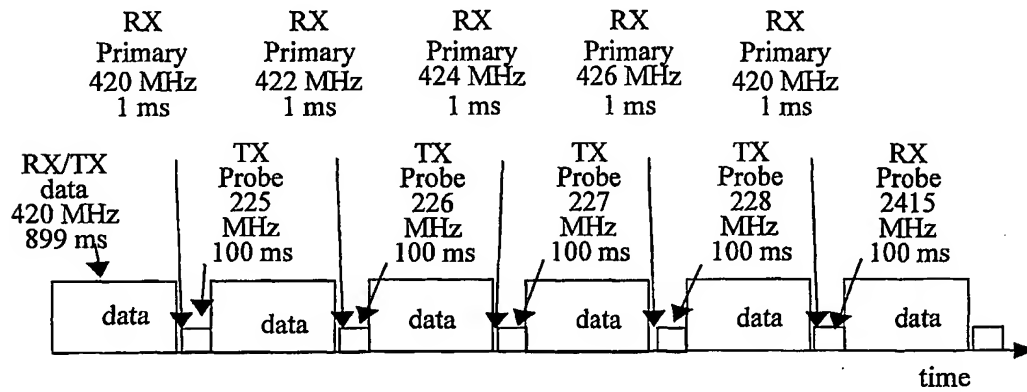 RX
Primary
420 MHz
1 ms
RX
Primary
422 MHz
1 ms
RX
Primary
424 MHz
1 ms
RX
Primary
426 MHz
1 ms
RX
Primary
420 MHz
1 ms
RX/TX
data
420 MHz
899 ms
TX
Probe
225
MHz
100 ms
TX
Probe
226
MHz
100 ms
TX
Probe
227
MHz
100 ms
TX
Probe
228
MHz
100 ms
RX
Probe
2415
MHz
100 ms
data
data
data
data
data
data
time